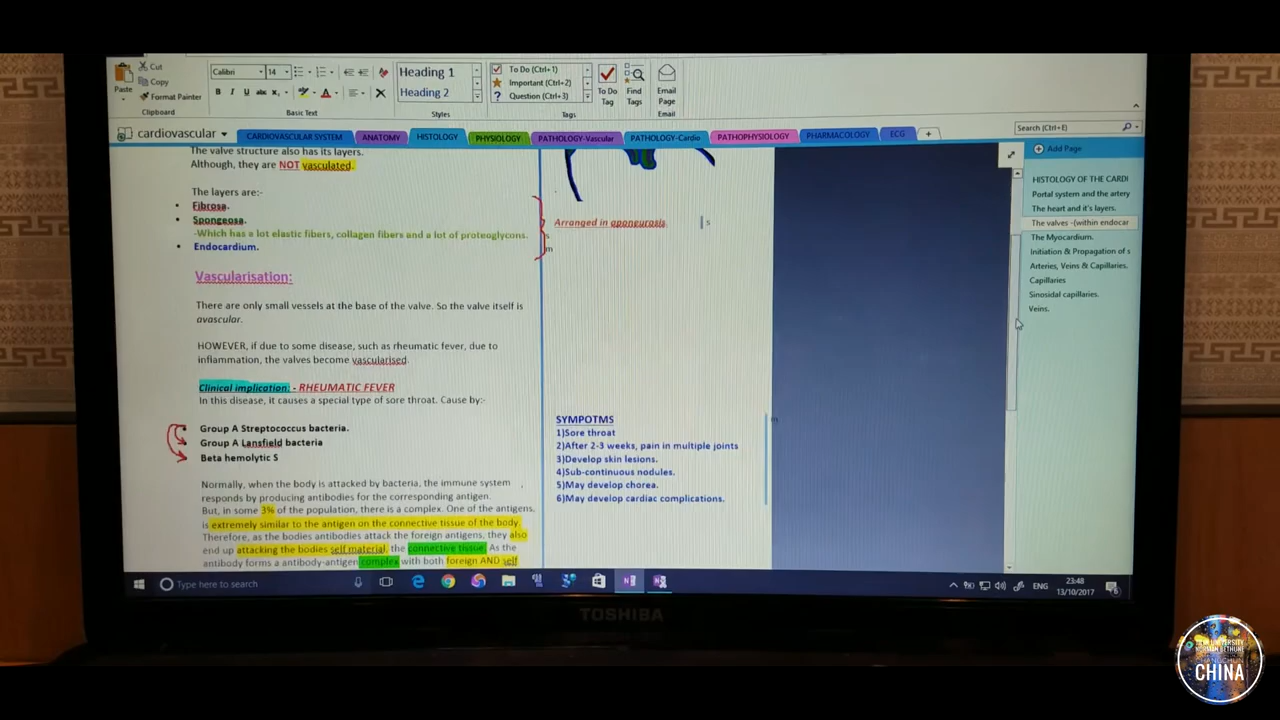 Cut
Copy
Format Painter
Paste
Clipboard
Calibri 14
B I U abc x
Basic Text
Heading 1
Heading 2
Styles
To Do (Ctrl+1)
Important (Ctrl+2)
Question (Ctrl+3)
Tags
To Do Tag
Find Tags
Email Page
Email
cardiovascular
CARDIOVASCULAR SYSTEM
ANATOMY
HISTOLOGY
PHYSIOLOGY
PATHOLOGY-Vascular
PATHOLOGY-Cardio
PATHOPHYSIOLOGY
PHARMACOLOGY
ECG
+
Search (Ctrl+E)
The valve structure also has its layers.
Although, they are NOT vasculated.
The layers are:-
• Fibrosa.
• Spongeosa.
-Which has a lot elastic fibers, collagen fibers and a lot of proteoglycons.
• Endocardium.
Vascularisation:
There are only small vessels at the base of the valve. So the valve itself is
avascular.
HOWEVER, if due to some disease, such as rheumatic fever, due to
inflammation, the valves become vascularised.
Clinical implication: - RHEUMATIC FEVER
In this disease, it causes a special type of sore throat. Cause by:-
Group A Streptococcus bacteria.
Group A Lansfield bacteria
Beta hemolytic S
Normally, when the body is attacked by bacteria, the immune system
responds by producing antibodies for the corresponding antigen.
But, in some 3% of the population, there is a complex. One of the antigens,
is extremely similar to the antigen on the connective tissue of the body.
Therefore, as the bodies antibodies attack the foreign antigens, they also
end up attacking the bodies self material, the connective tissue. As the
antibody forms a antibody-antigen complex with both foreign AND self
s
m
Arranged in aponeurosis
s
SYMPOTMS
1)Sore throat
2)After 2-3 weeks, pain in multiple joints
3)Develop skin lesions.
4)Sub-continuous nodules.
5)May develop chorea.
6)May develop cardiac complications.
m
Add Page
HISTOLOGY OF THE CARDI
Portal system and the artery
The heart and it's layers.
The valves -(within endocar
The Myocardium.
Initiation & Propagation of s
Arteries, Veins & Capillaries.
Capillaries
Sinosidal capillaries.
Veins.
Type here to search
ENG
23:48
13/10/2017
TOSHIBA
UNIVERSITY
NORMAN BETHUNE
CHANGCHUN
CHINA